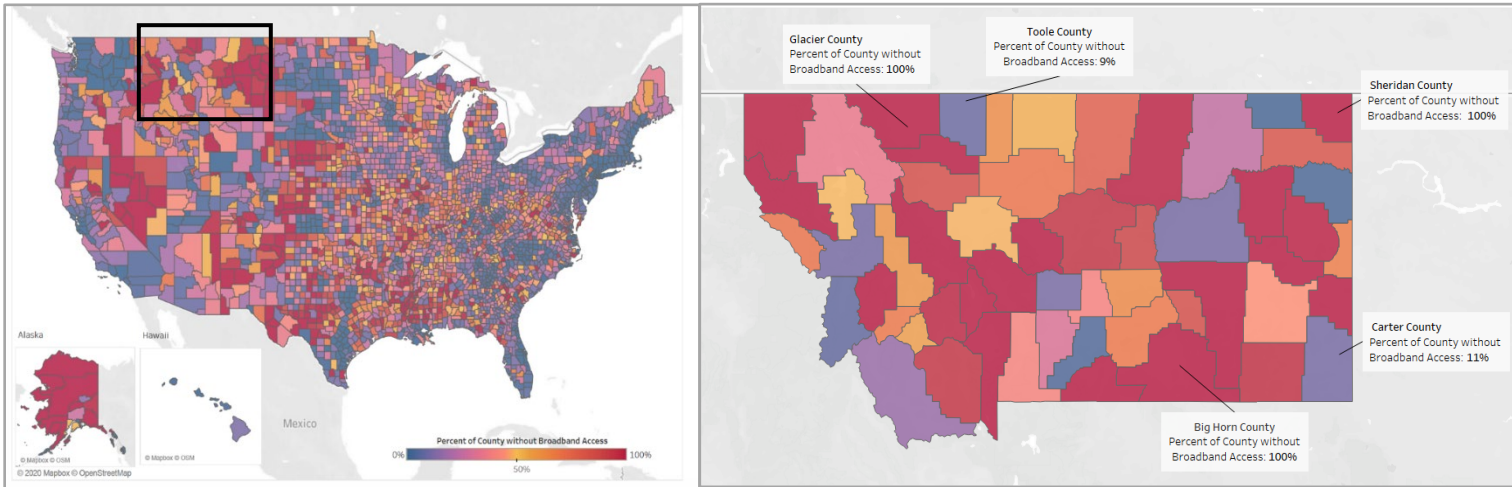 Alaska
Hawaii
Mexico
© Mapbox © OSM
© Mapbox © OSM
© 2020 Mapbox © OpenStreetMap
Percent of County without Broadband Access
0%
50%
100%
Glacier County
Percent of County without
Broadband Access: 100%
Toole County
Percent of County without
Broadband Access: 9%
Sheridan County
Percent of County without
Broadband Access: 100%
Carter County
Percent of County without
Broadband Access: 11%
Big Horn County
Percent of County without
Broadband Access: 100%